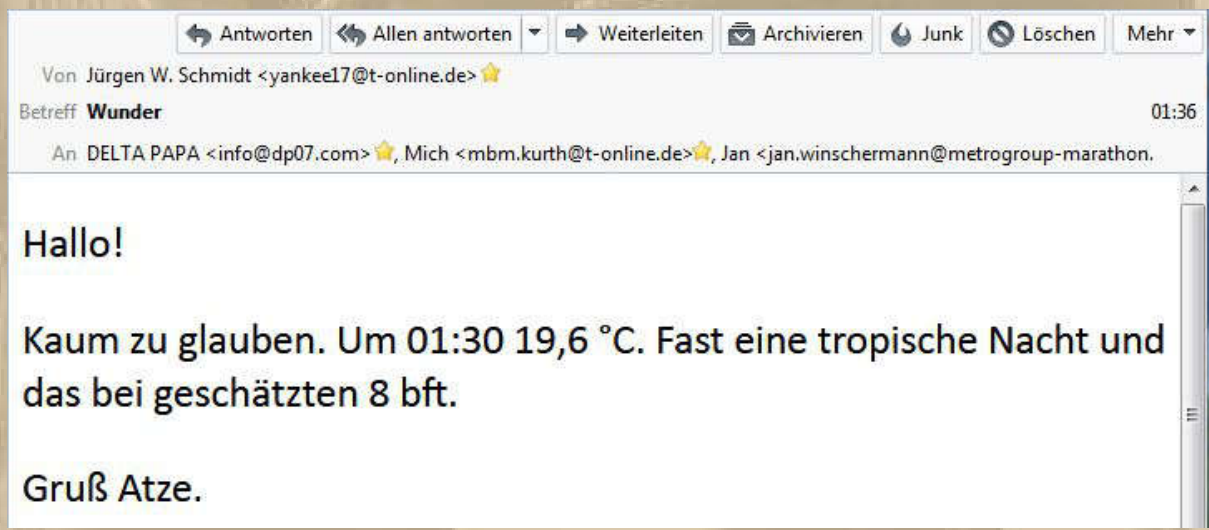 Antworten Allen antworten Weiterleiten Archivieren Junk Löschen Mehr
Von Jürgen W. Schmidt <yankee17@t-online.de>
Betreff Wunder 01:36
An DELTA PAPA <info@dp07.com>, Mich <mbm.kurth@t-online.de>, Jan <jan.winschermann@metrogroup-marathon.
Hallo!
Kaum zu glauben. Um 01:30 19,6 °C. Fast eine tropische Nacht und
das bei geschätzten 8 bft.
Gruß Atze.